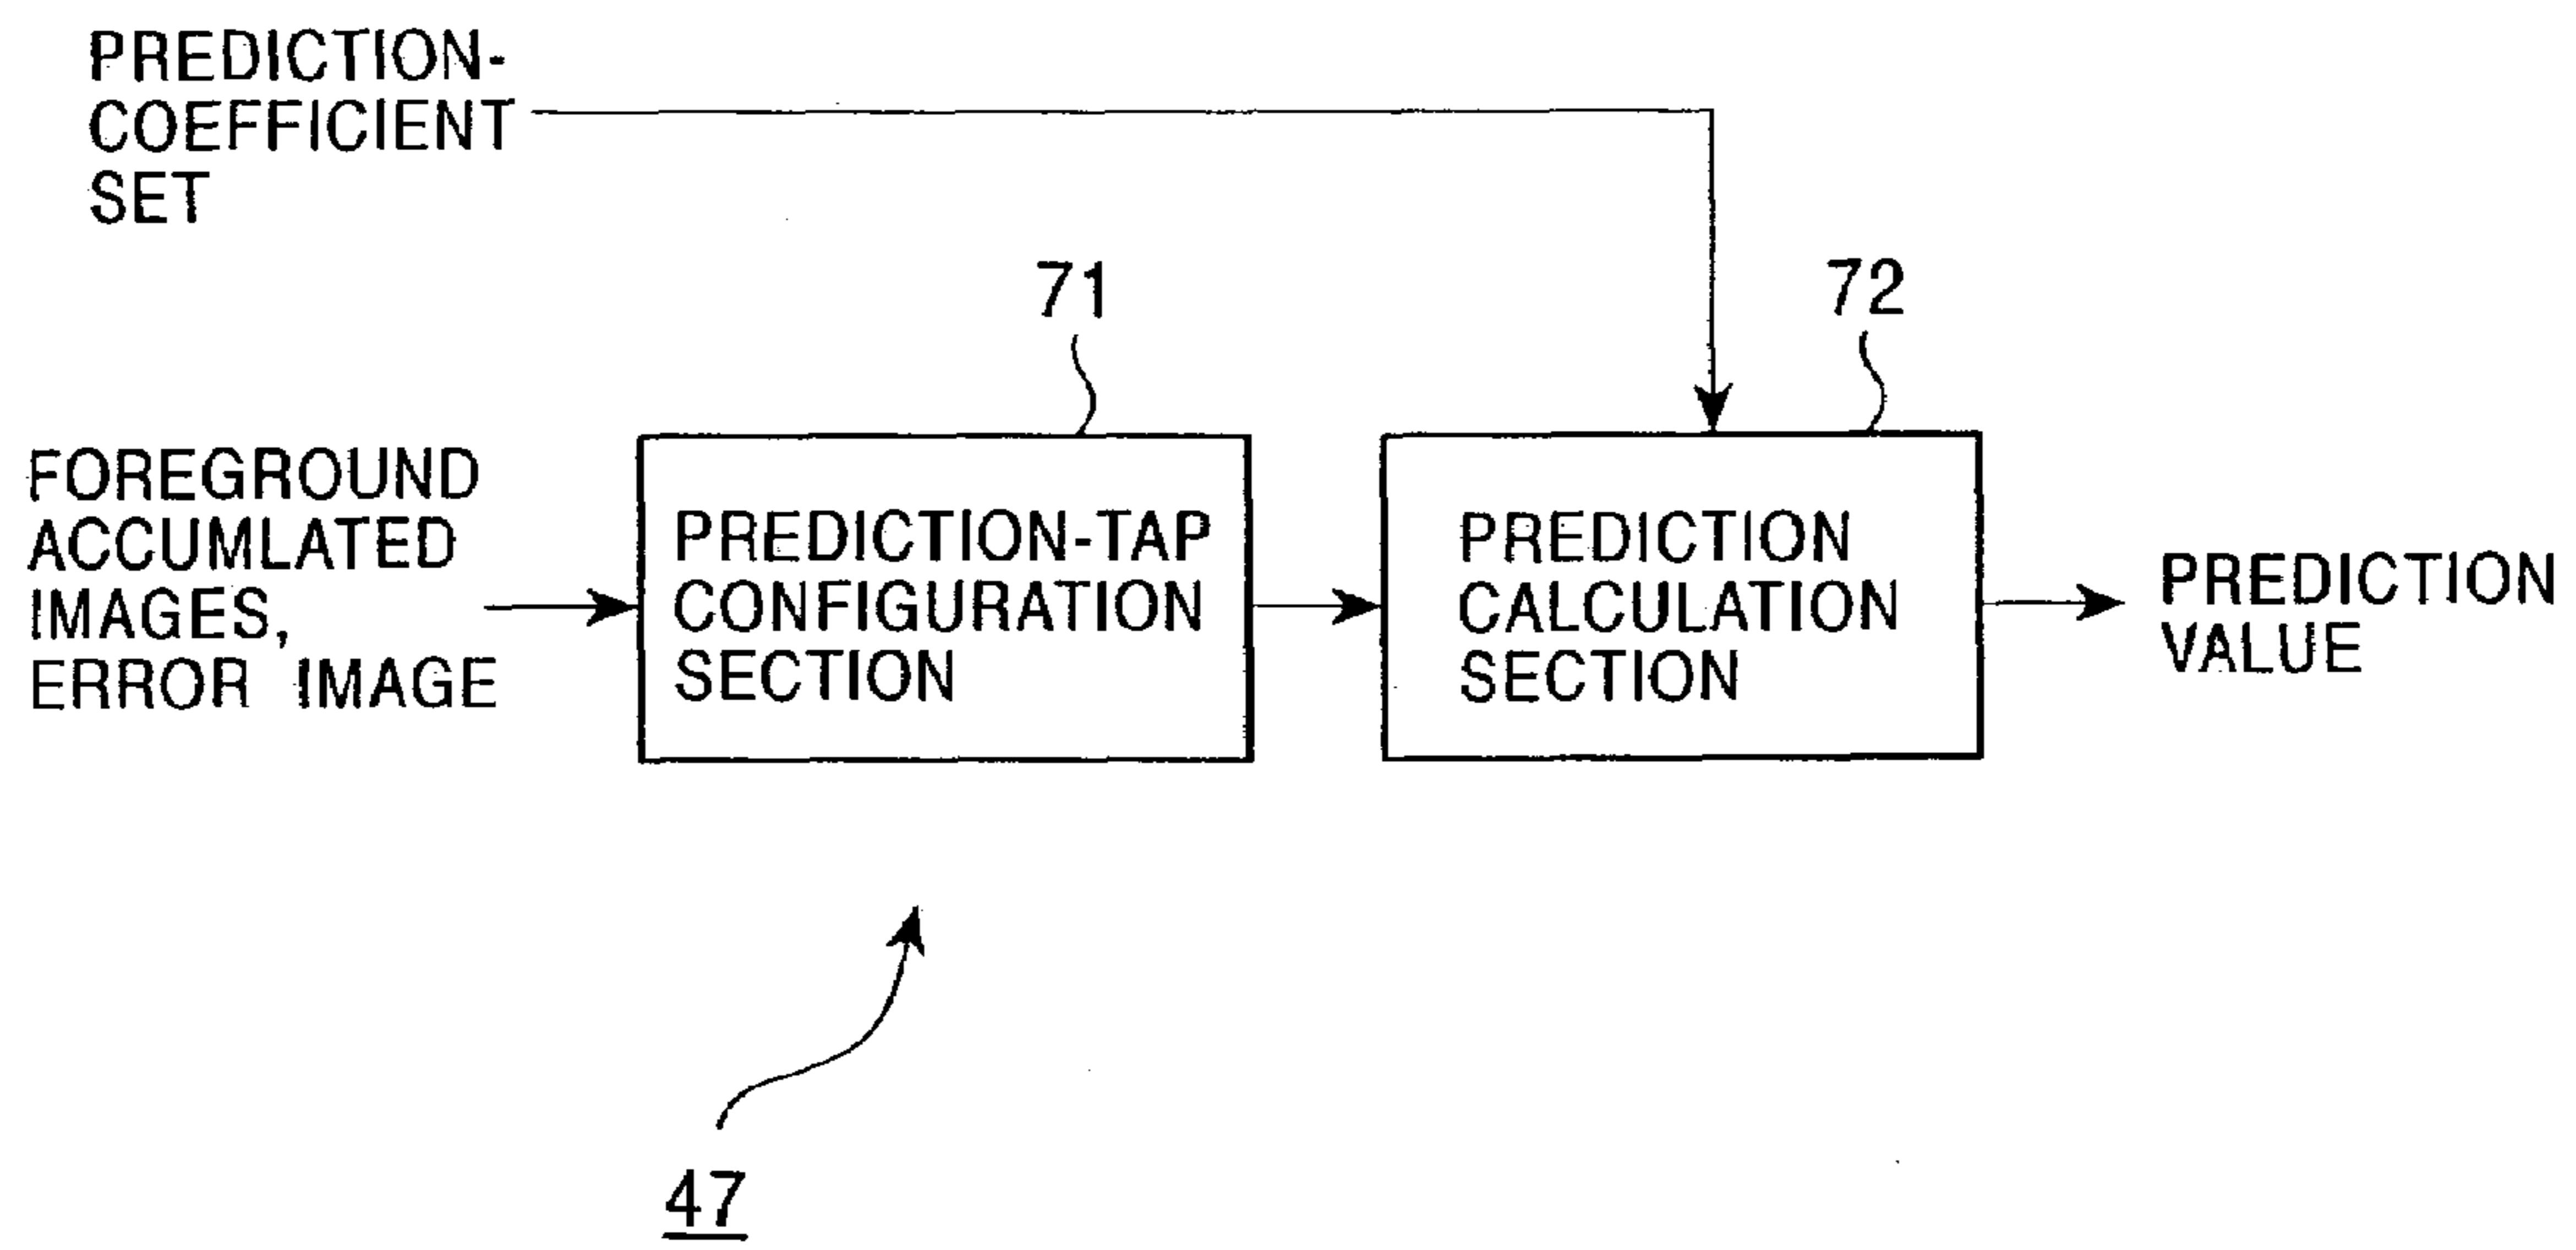 PREDICTION-
COEFFICIENT
SET
71
72
FOREGROUND
ACCUMLATED
IMAGES,
ERROR IMAGE
PREDICTION-TAP
CONFIGURATION
SECTION
PREDICTION
CALCULATION
SECTION
PREDICTION
VALUE
47